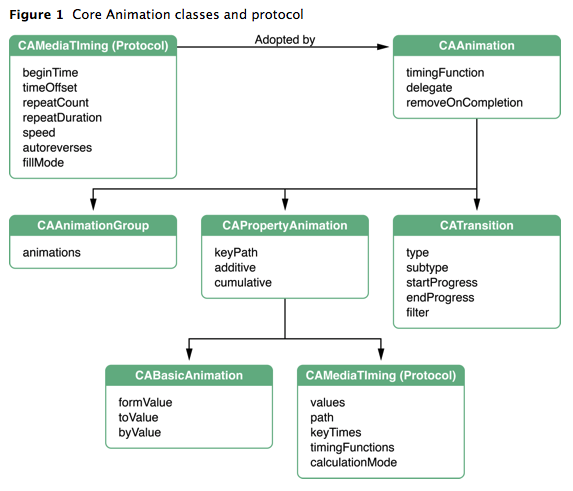 Figure 1 Core Animation classes and protocol
CAMediaTIming (Protocol)
beginTime
timeOffset
repeatCount
repeatDuration
speed
autoreverses
fillMode
Adopted by
CAAnimation
timingFunction
delegate
removeOnCompletion
CAAnimationGroup
animations
CAPropertyAnimation
keyPath
additive
cumulative
CATransition
type
subtype
startProgress
endProgress
filter
CABasicAnimation
formValue
toValue
byValue
CAMediaTIming (Protocol)
values
path
keyTimes
timingFunctions
calculationMode